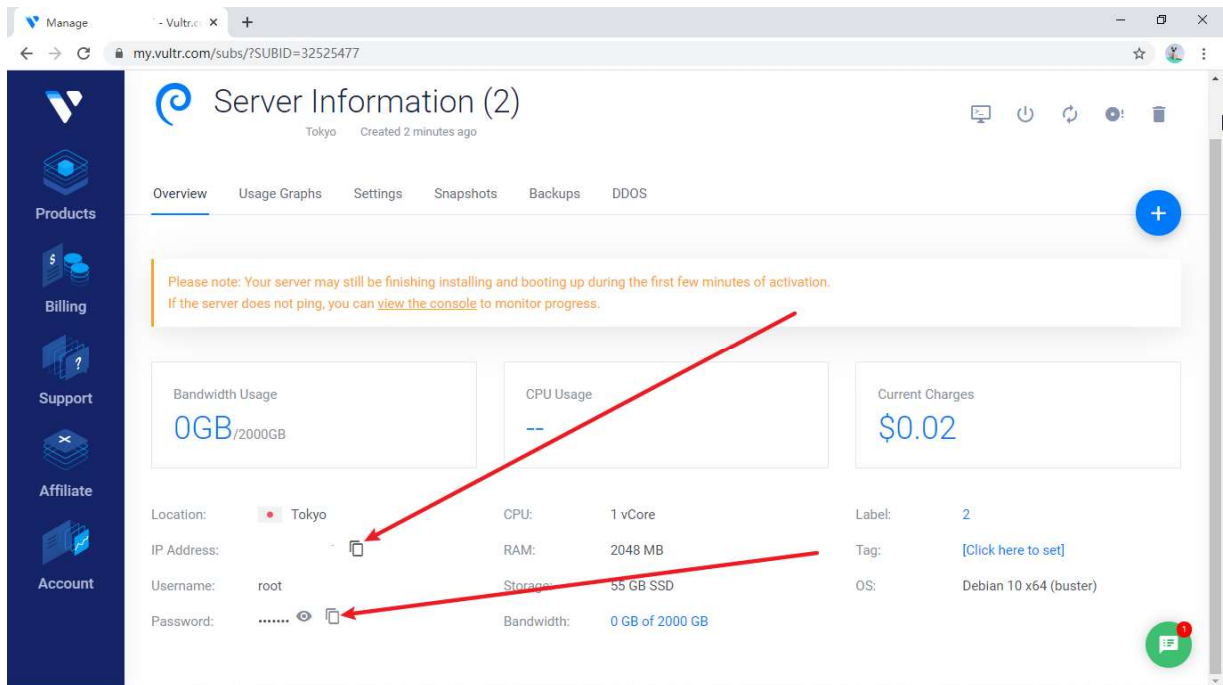 Manage - Vultr.c
my.vultr.com/subs/?SUBID=32525477
Server Information (2)
Tokyo Created 2 minutes ago
Products
Billing
Support
Affiliate
Account
Overview Usage Graphs Settings Snapshots Backups DDOS
+
Please note: Your server may still be finishing installing and booting up during the first few minutes of activation.
If the server does not ping, you can view the console to monitor progress.
Bandwidth Usage
0GB/2000GB
CPU Usage
--
Current Charges
$0.02
Location: Tokyo CPU: 1 vCore Label: 2
IP Address: RAM: 2048 MB Tag: [Click here to set]
Username: root Storage: 55 GB SSD OS: Debian 10 x64 (buster)
Password: ••••••• Bandwidth: 0 GB of 2000 GB
1